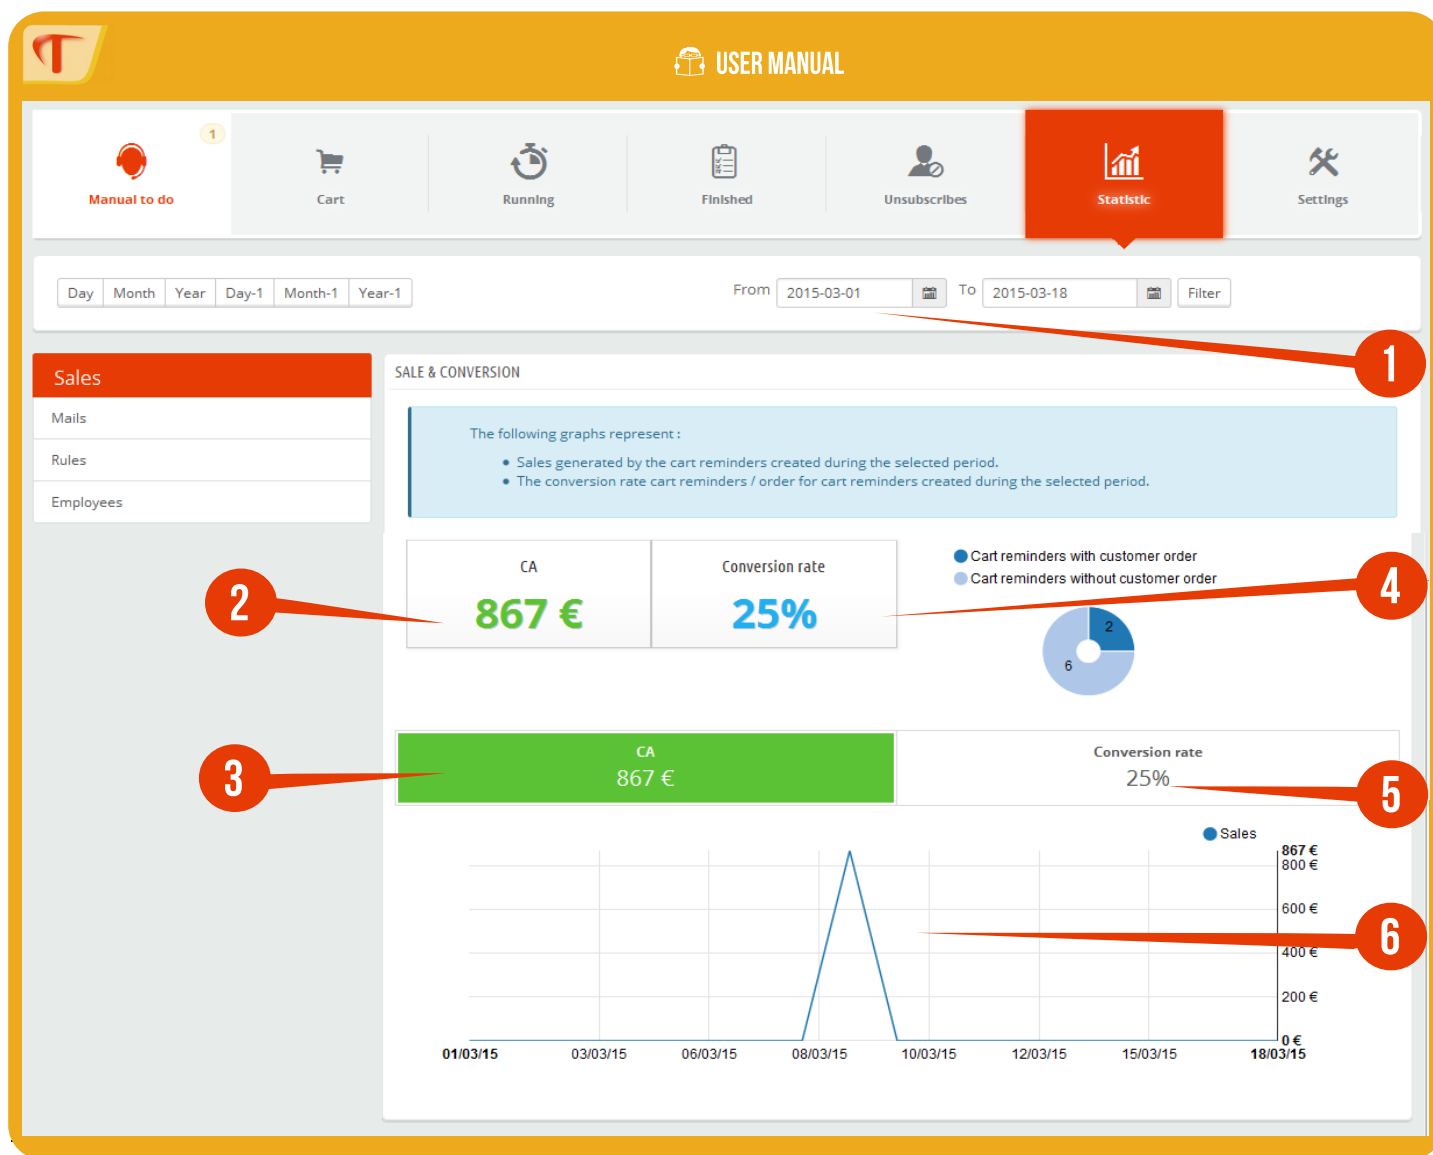 USER MANUAL
1
Manual to do
Cart
Running
Finished
Unsubscribes
Statistic
Settings
Day Month Year Day-1 Month-1 Year-1
From 2015-03-01 To 2015-03-18 Filter
1
Sales
Mails
Rules
Employees
SALE & CONVERSION
The following graphs represent :
Sales generated by the cart reminders created during the selected period.
The conversion rate cart reminders / order for cart reminders created during the selected period.
2
CA
867 €
Conversion rate
25%
Cart reminders with customer order
Cart reminders without customer order
2
6
4
3
CA
867 €
Conversion rate
25%
5
Sales
867 €
800 €
600 €
400 €
200 €
0 €
6
01/03/15 03/03/15 06/03/15 08/03/15 10/03/15 12/03/15 15/03/15 18/03/15